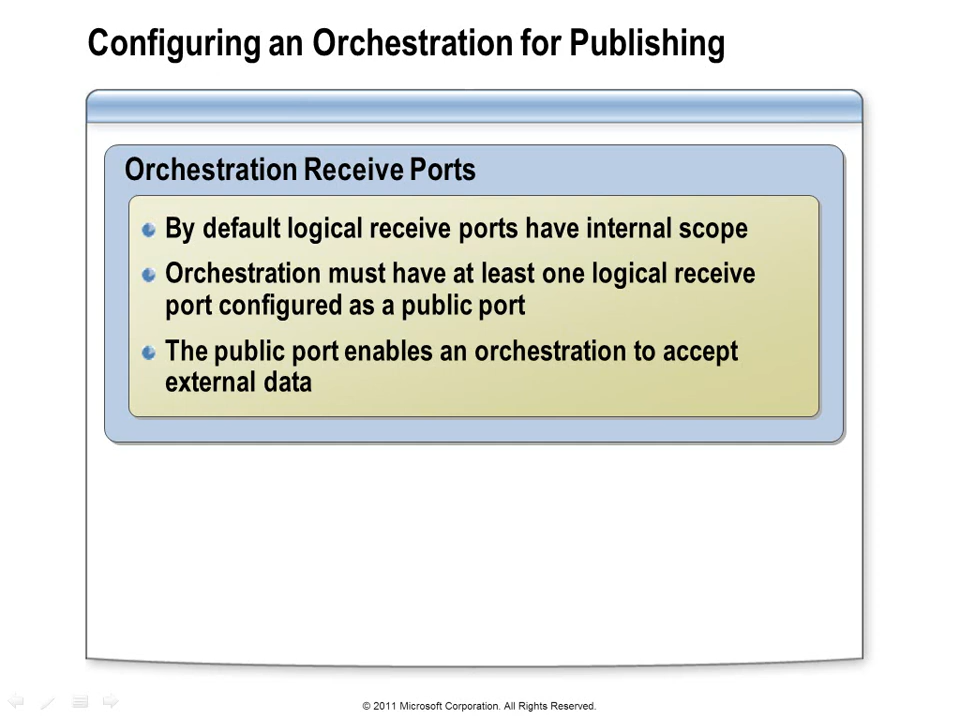 Configuring an Orchestration for Publishing
Orchestration Receive Ports
By default logical receive ports have internal scope
Orchestration must have at least one logical receive
port configured as a public port
The public port enables an orchestration to accept
external data
© 2011 Microsoft Corporation. All Rights Reserved.